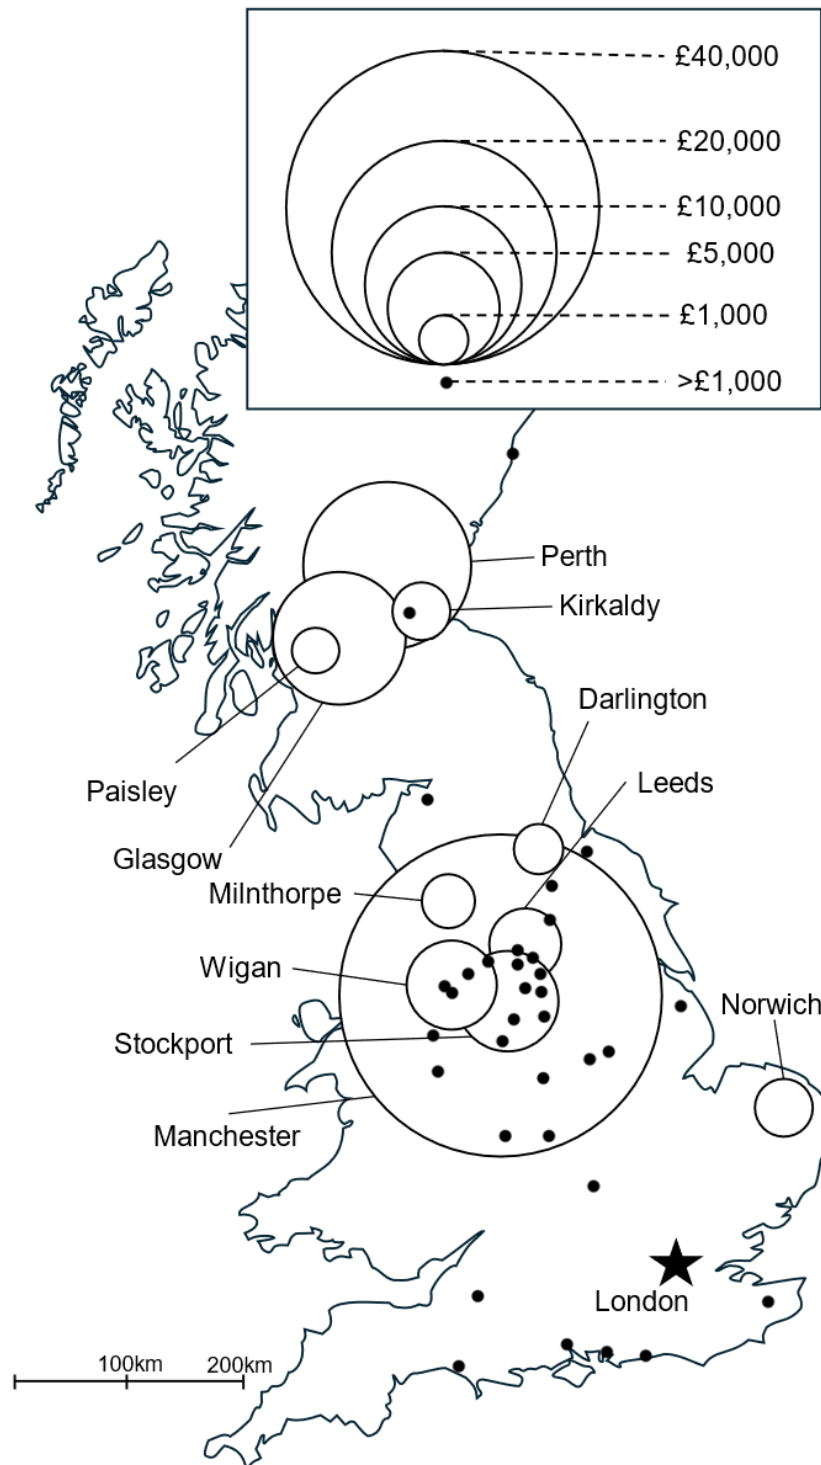 £40,000
£20,000
£10,000
£5,000
£1,000
>£1,000
Perth
Kirkaldy
Darlington
Leeds
Paisley
Glasgow
Milnthorpe
Wigan
Norwich
Stockport
Manchester
London
100km
200km